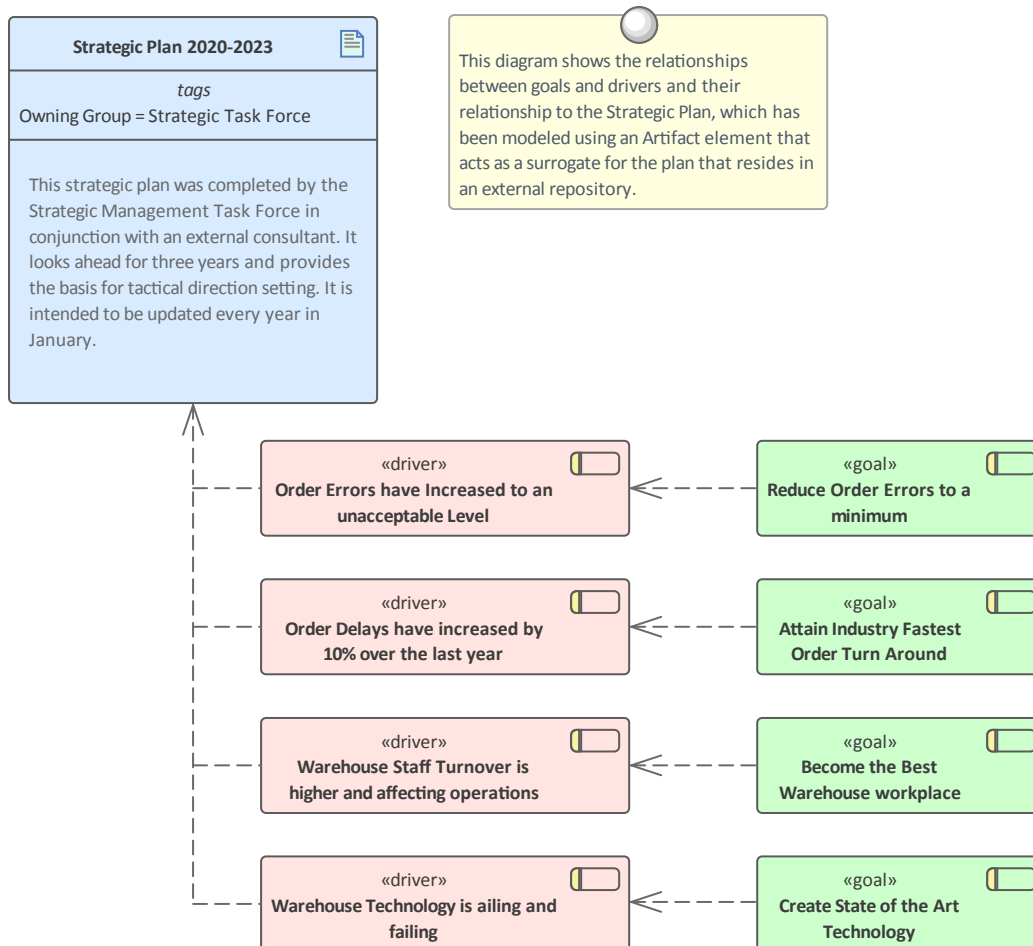 Strategic Plan 2020-2023
tags
Owning Group = Strategic Task Force
This strategic plan was completed by the
Strategic Management Task Force in
conjunction with an external consultant. It
looks ahead for three years and provides
the basis for tactical direction setting. It is
intended to be updated every year in
January.
This diagram shows the relationships
between goals and drivers and their
relationship to the Strategic Plan, which has
been modeled using an Artifact element that
acts as a surrogate for the plan that resides in
an external repository.
«driver»
Order Errors have Increased to an
unacceptable Level
«goal»
Reduce Order Errors to a
minimum
«driver»
Order Delays have increased by
10% over the last year
«goal»
Attain Industry Fastest
Order Turn Around
«driver»
Warehouse Staff Turnover is
higher and affecting operations
«goal»
Become the Best
Warehouse workplace
«driver»
Warehouse Technology is ailing and
failing
«goal»
Create State of the Art
Technology